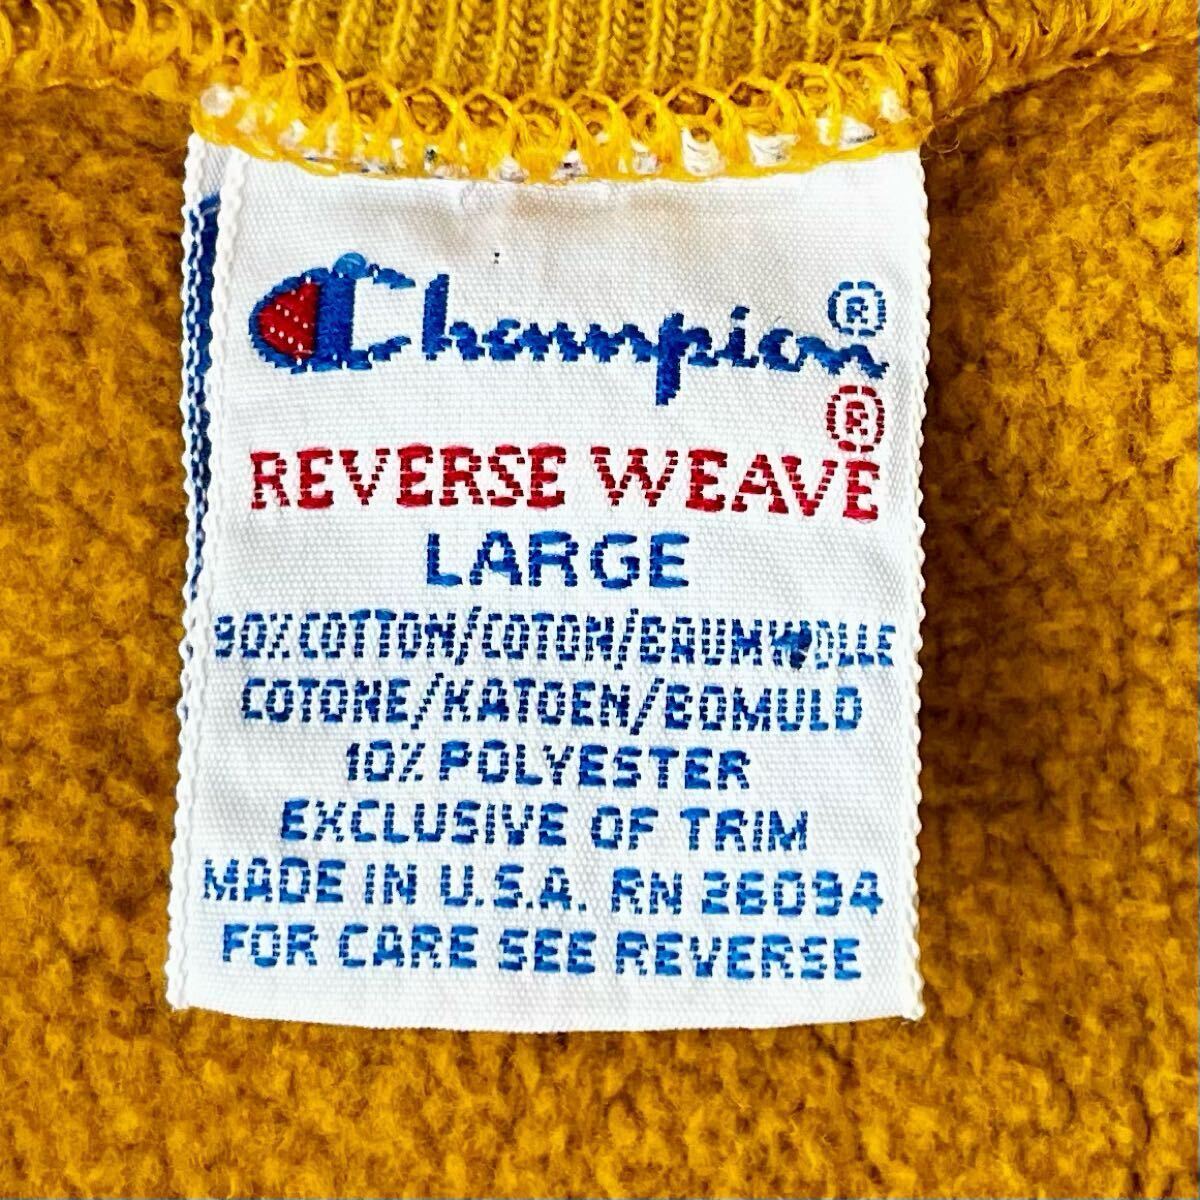 Champion®
REVERSE WEAVE®
LARGE
90% COTTON/COTON/BAUMWOLLE
COTONE/KATOEN/BOMULD
10% POLYESTER
EXCLUSIVE OF TRIM
MADE IN U.S.A. RN 26094
FOR CARE SEE REVERSE